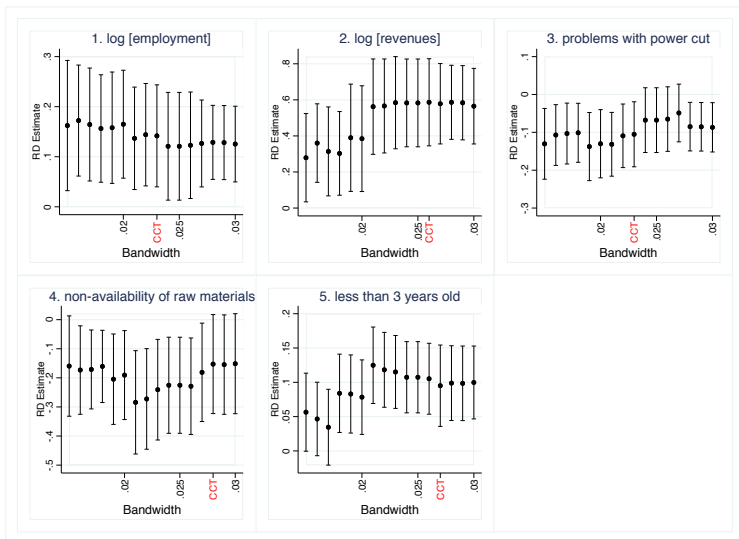 1. log [employment]
.3
.2
.1
0
RD Estimate
.02
CCT
.025
.03
Bandwidth
2. log [revenues]
.8
.6
.4
.2
0
RD Estimate
.02
.025
CCT
.03
Bandwidth
3. problems with power cut
.1
0
-.1
-.2
-.3
RD Estimate
.02
CCT
.025
.03
Bandwidth
4. non-availability of raw materials
0
-.1
-.2
-.3
-.4
-.5
RD Estimate
.02
.025
CCT
.03
Bandwidth
5. less than 3 years old
.2
.15
.1
.05
0
RD Estimate
.02
.025
CCT
.03
Bandwidth